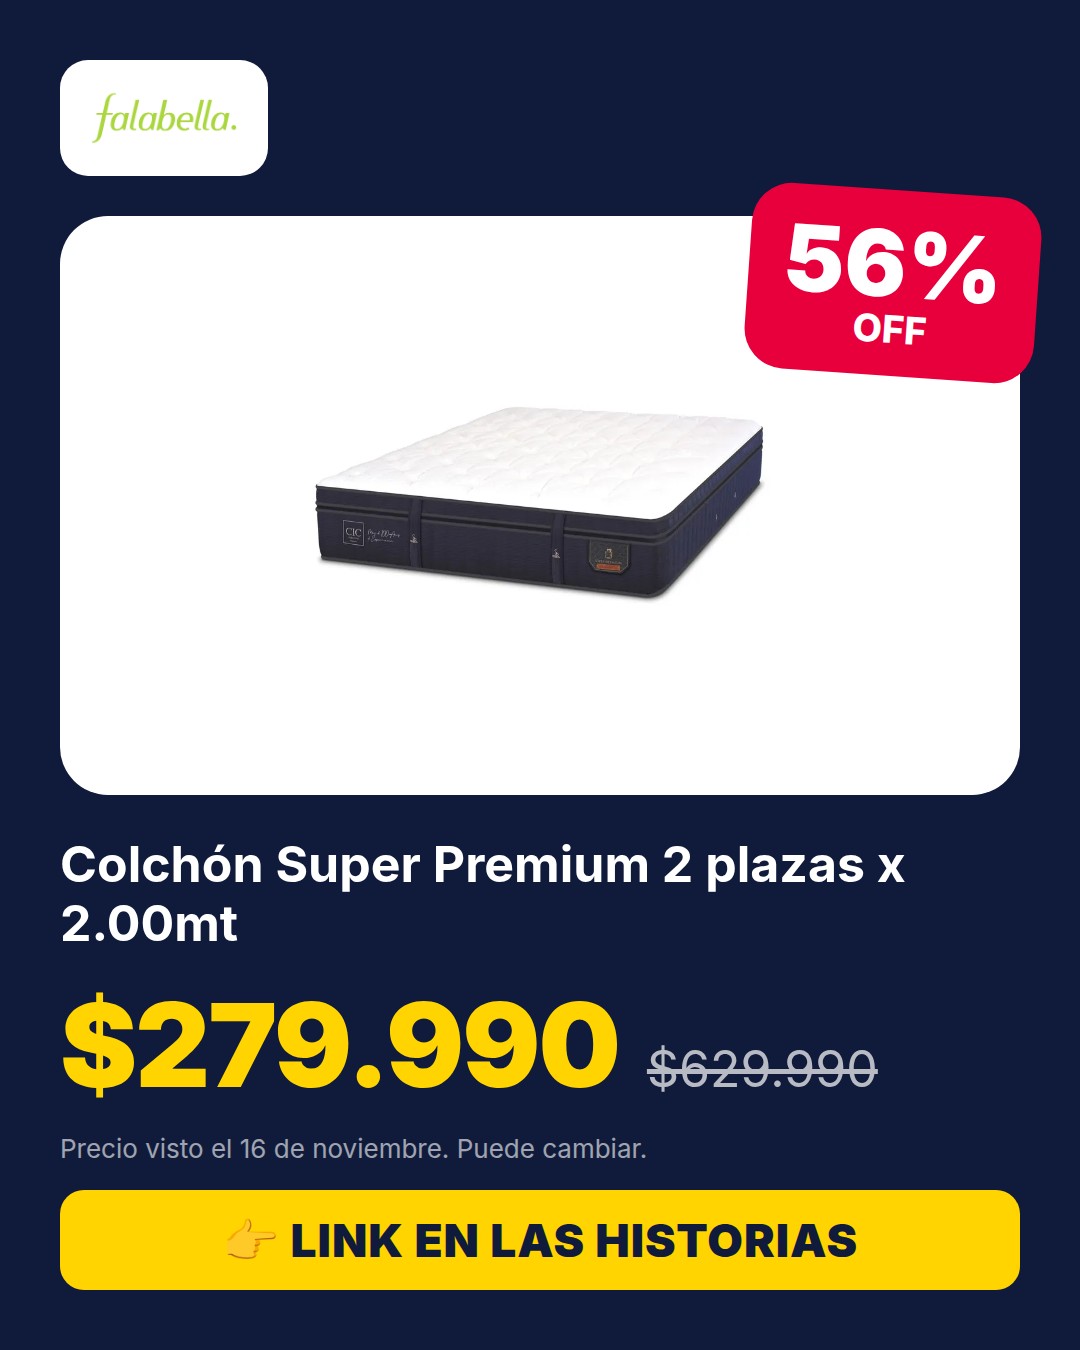 falabella.
56%
OFF
CIC
Colchón Super Premium 2 plazas x
2.00mt
$279.990 $629.990
Precio visto el 16 de noviembre. Puede cambiar.
👉 LINK EN LAS HISTORIAS